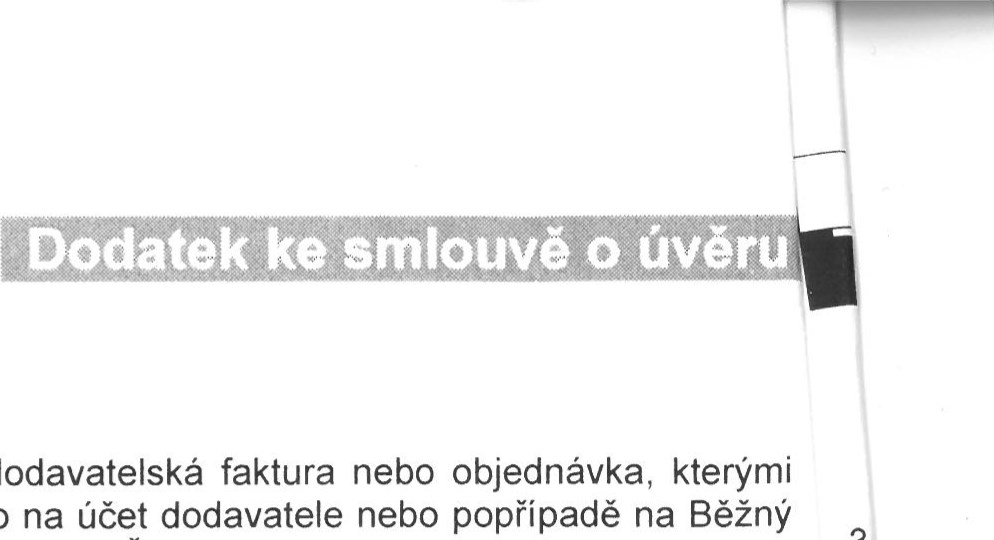 Dodatek ke smlouvě o úvěru
dodavatelská faktura nebo objednávka, kterými
na účet dodavatele nebo popřípadě na Běžný